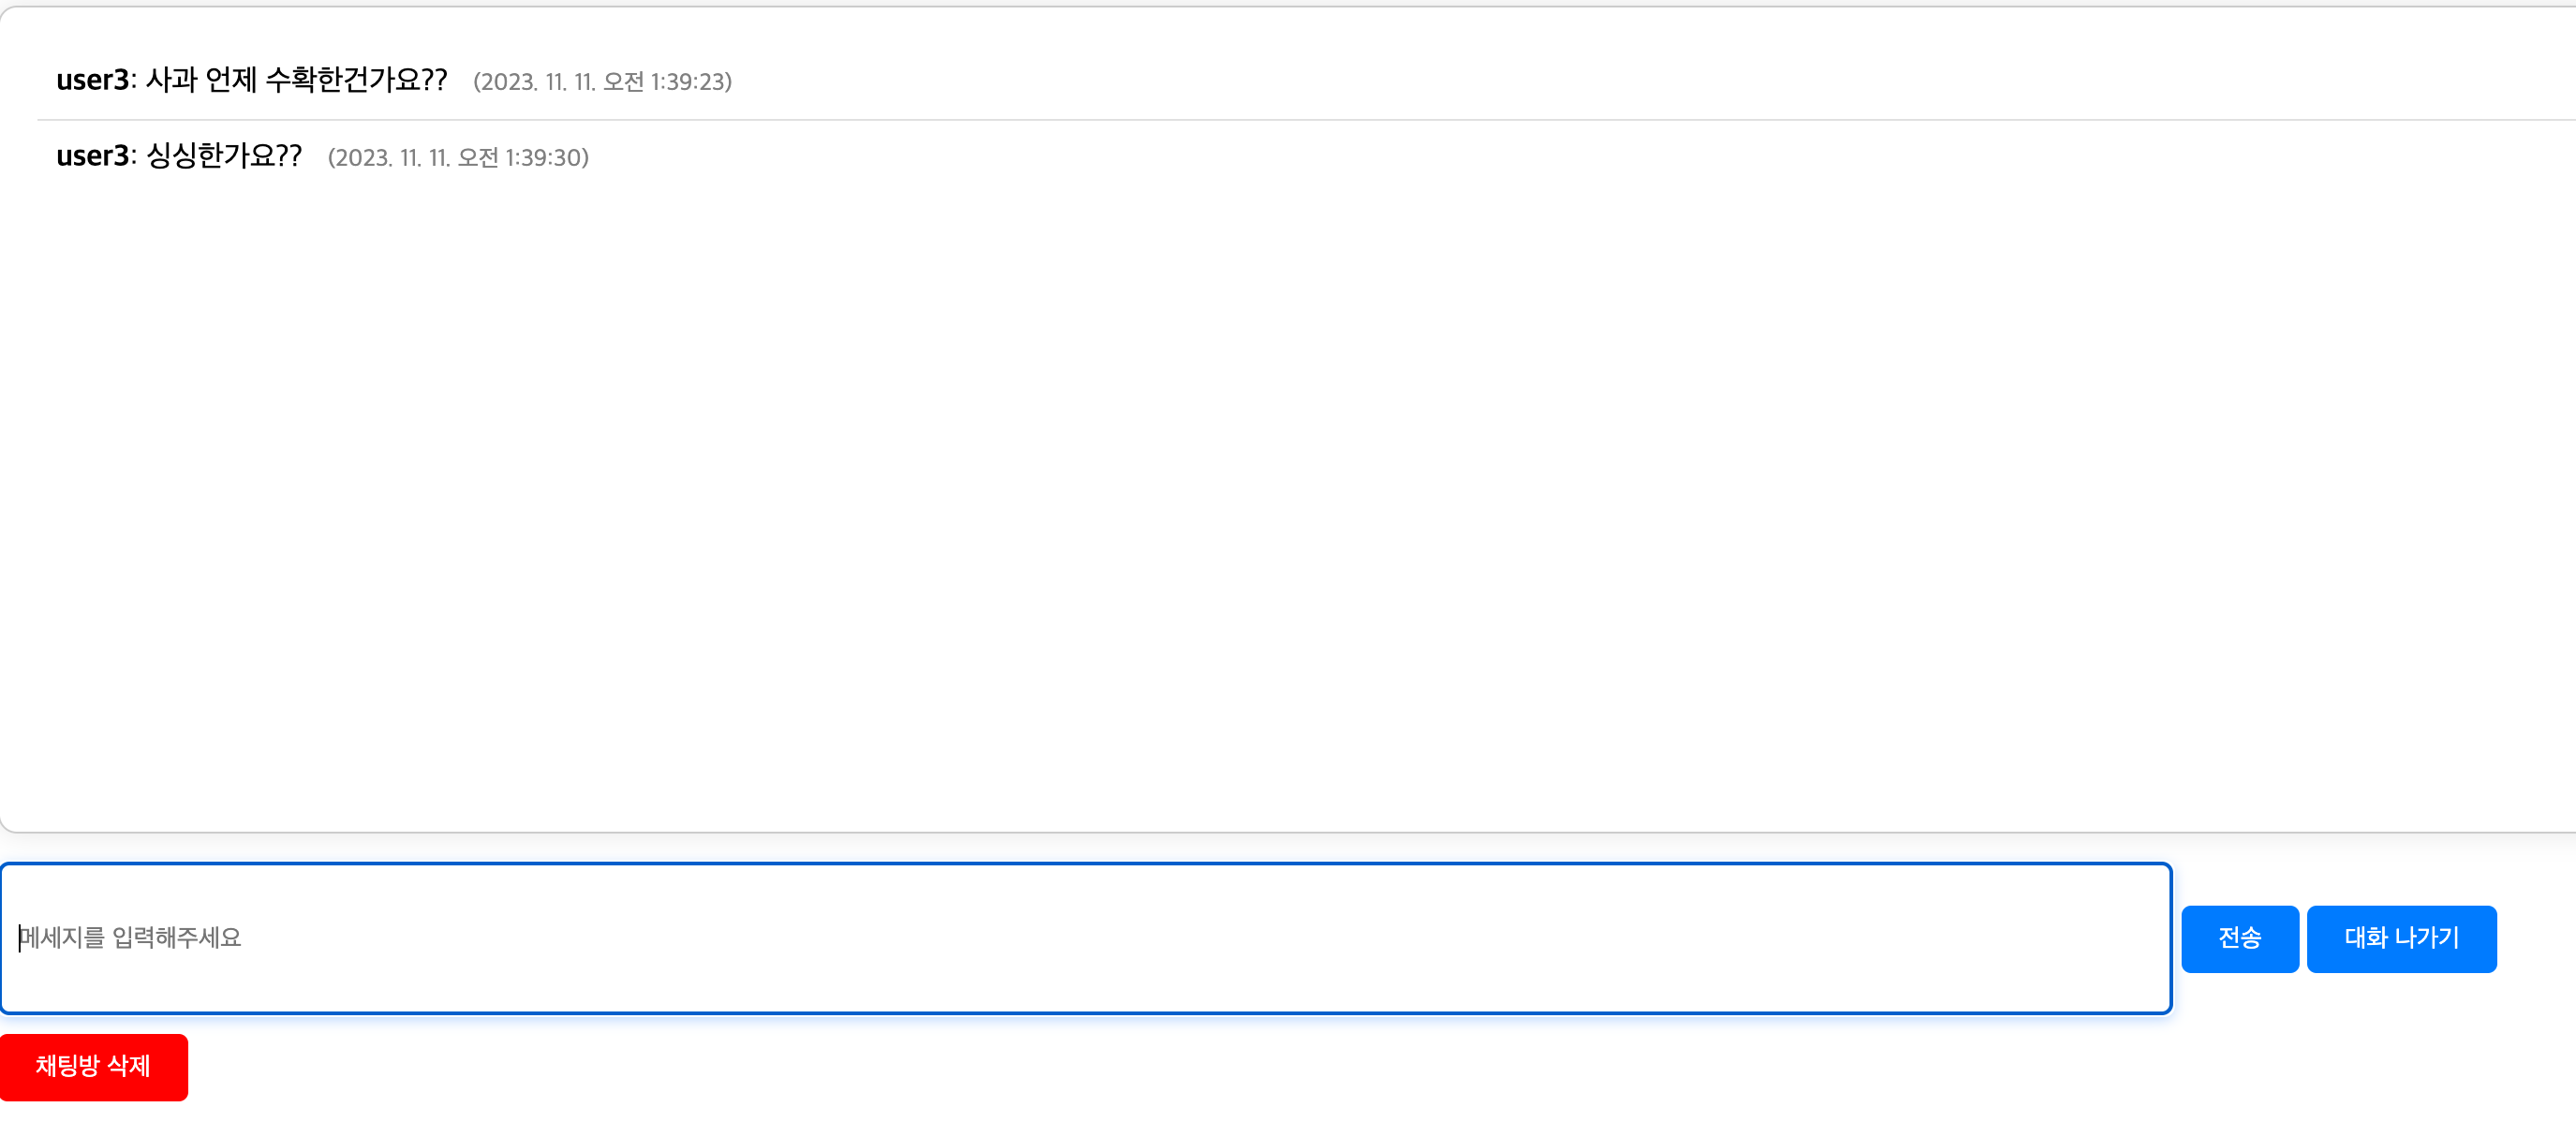 user3: 사과 언제 수확한건가요?? (2023. 11. 11. 오전 1:39:23)
user3: 싱싱한가요?? (2023. 11. 11. 오전 1:39:30)
메세지를 입력해주세요
전송
대화 나가기
채팅방 삭제